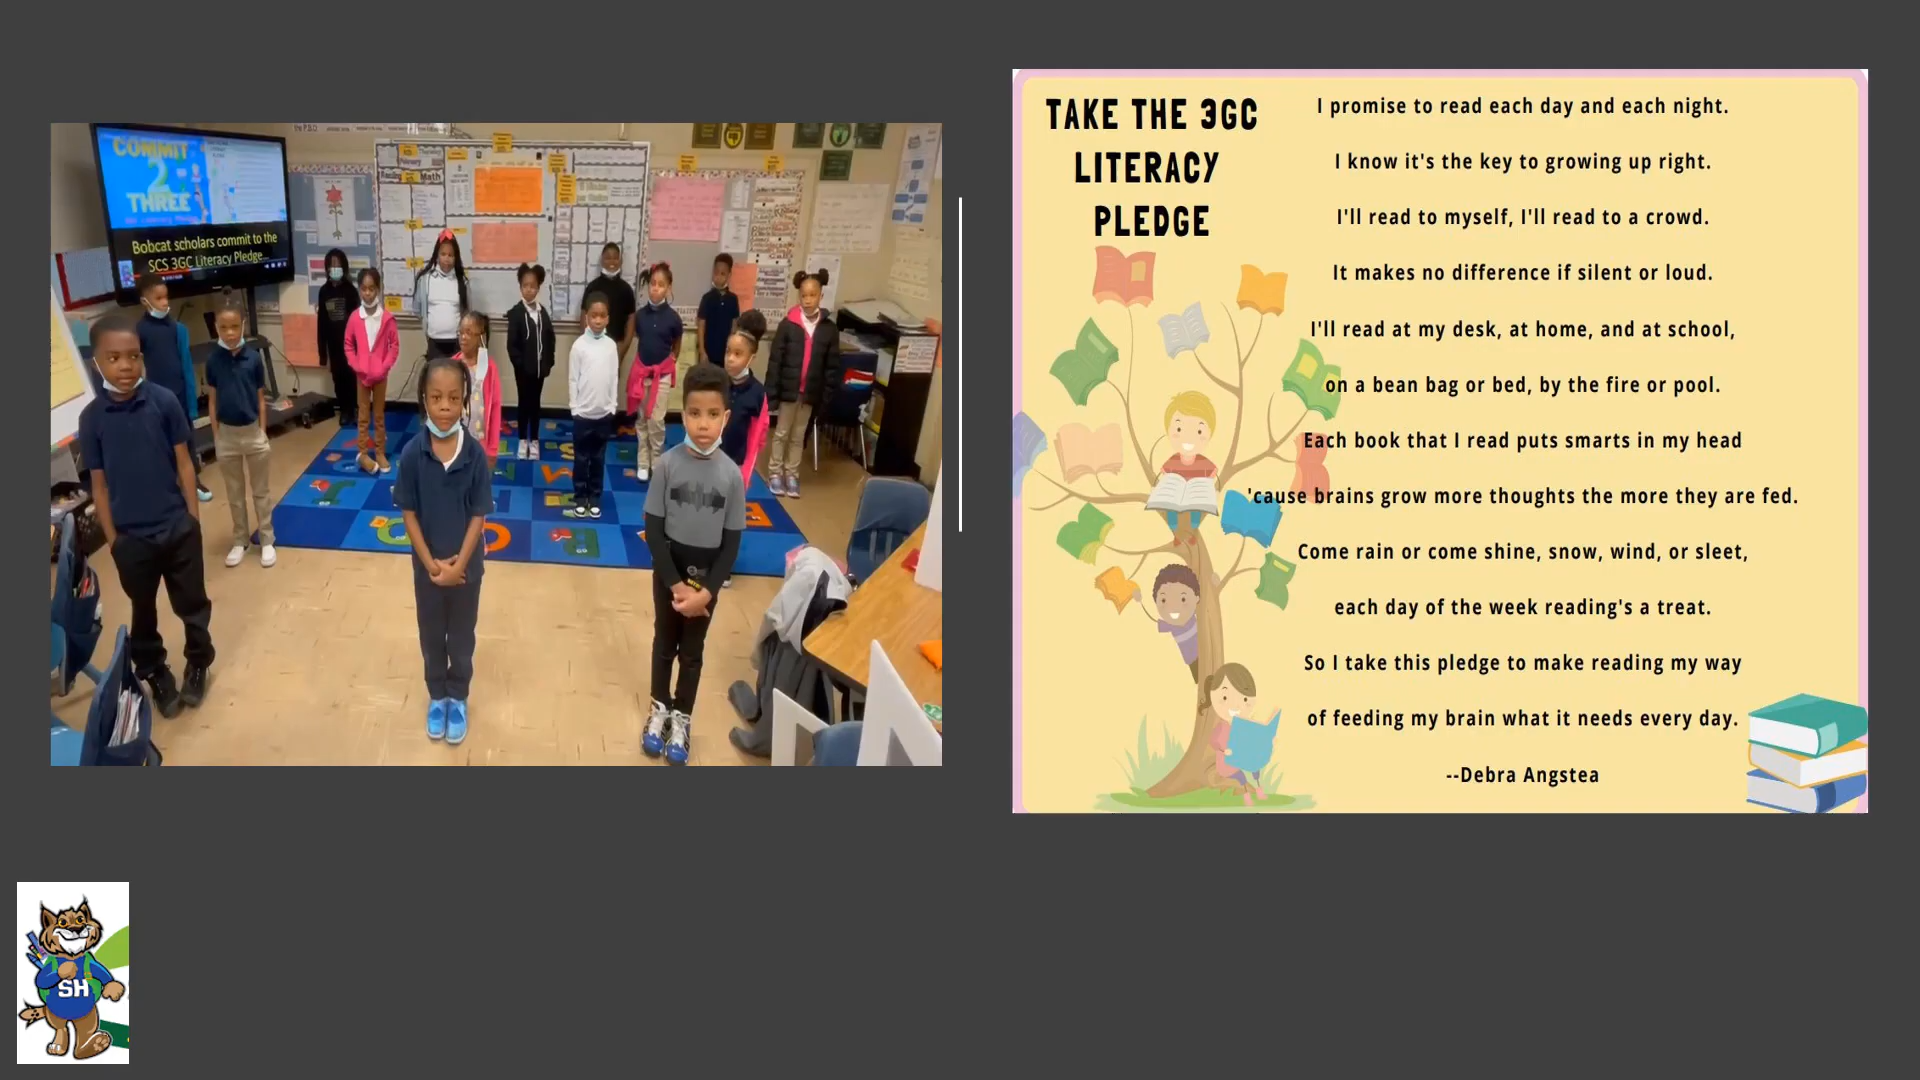 COMMIT
2
THREE
Bobcat scholars commit to the
SCS 3GC Literacy Pledge...
Reading
Math
TAKE THE 3GC
LITERACY
PLEDGE
I promise to read each day and each night.
I know it's the key to growing up right.
I'll read to myself, I'll read to a crowd.
It makes no difference if silent or loud.
I'll read at my desk, at home, and at school,
on a bean bag or bed, by the fire or pool.
Each book that I read puts smarts in my head
'cause brains grow more thoughts the more they are fed.
Come rain or come shine, snow, wind, or sleet,
each day of the week reading's a treat.
So I take this pledge to make reading my way
of feeding my brain what it needs every day.
--Debra Angstea
SH